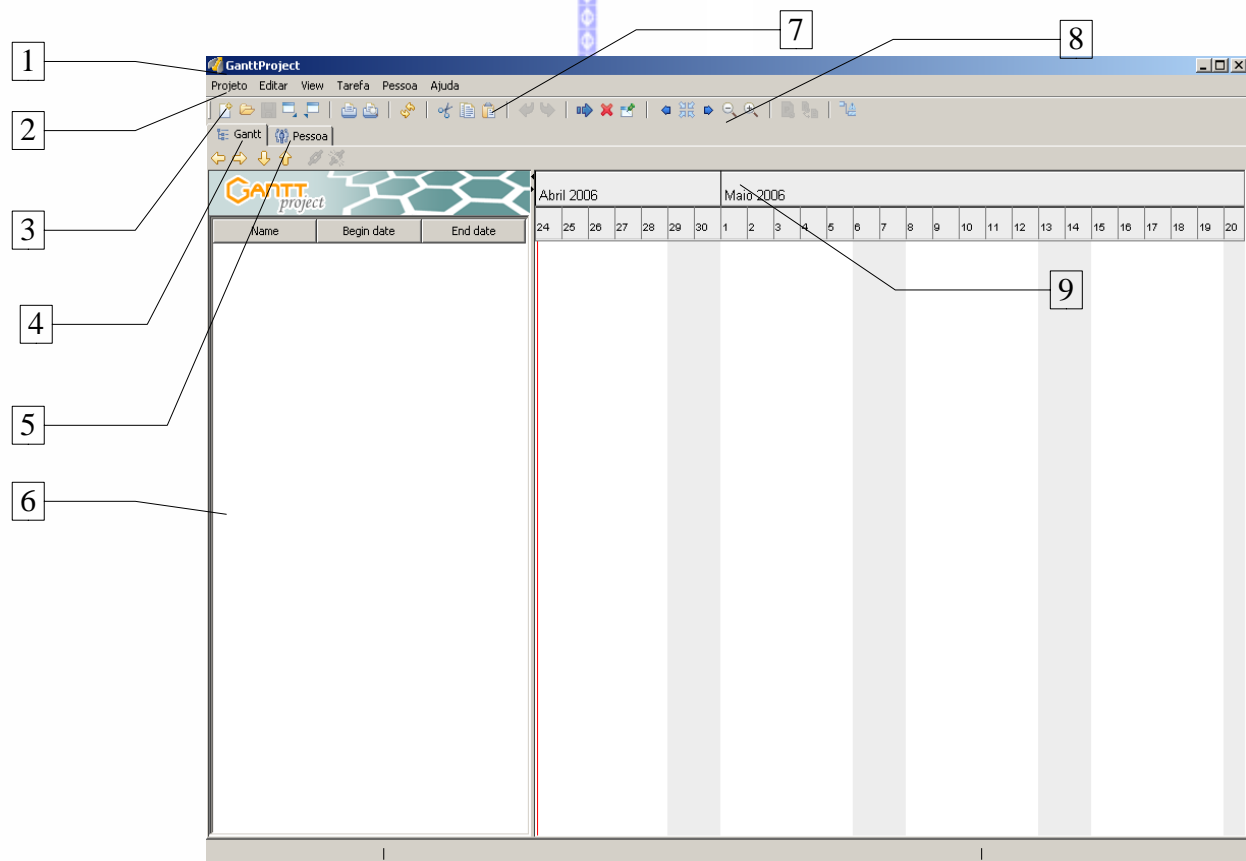 7
8
1
GanttProject
Projeto Editar View Tarefa Pessoa Ajuda
2
Gantt Pessoa
GANTT
project
Abril 2006 Maio 2006
3
Name Begin date End date
24 25 26 27 28 29 30 1 2 3 4 5 6 7 8 9 10 11 12 13 14 15 16 17 18 19 20
9
4
5
6